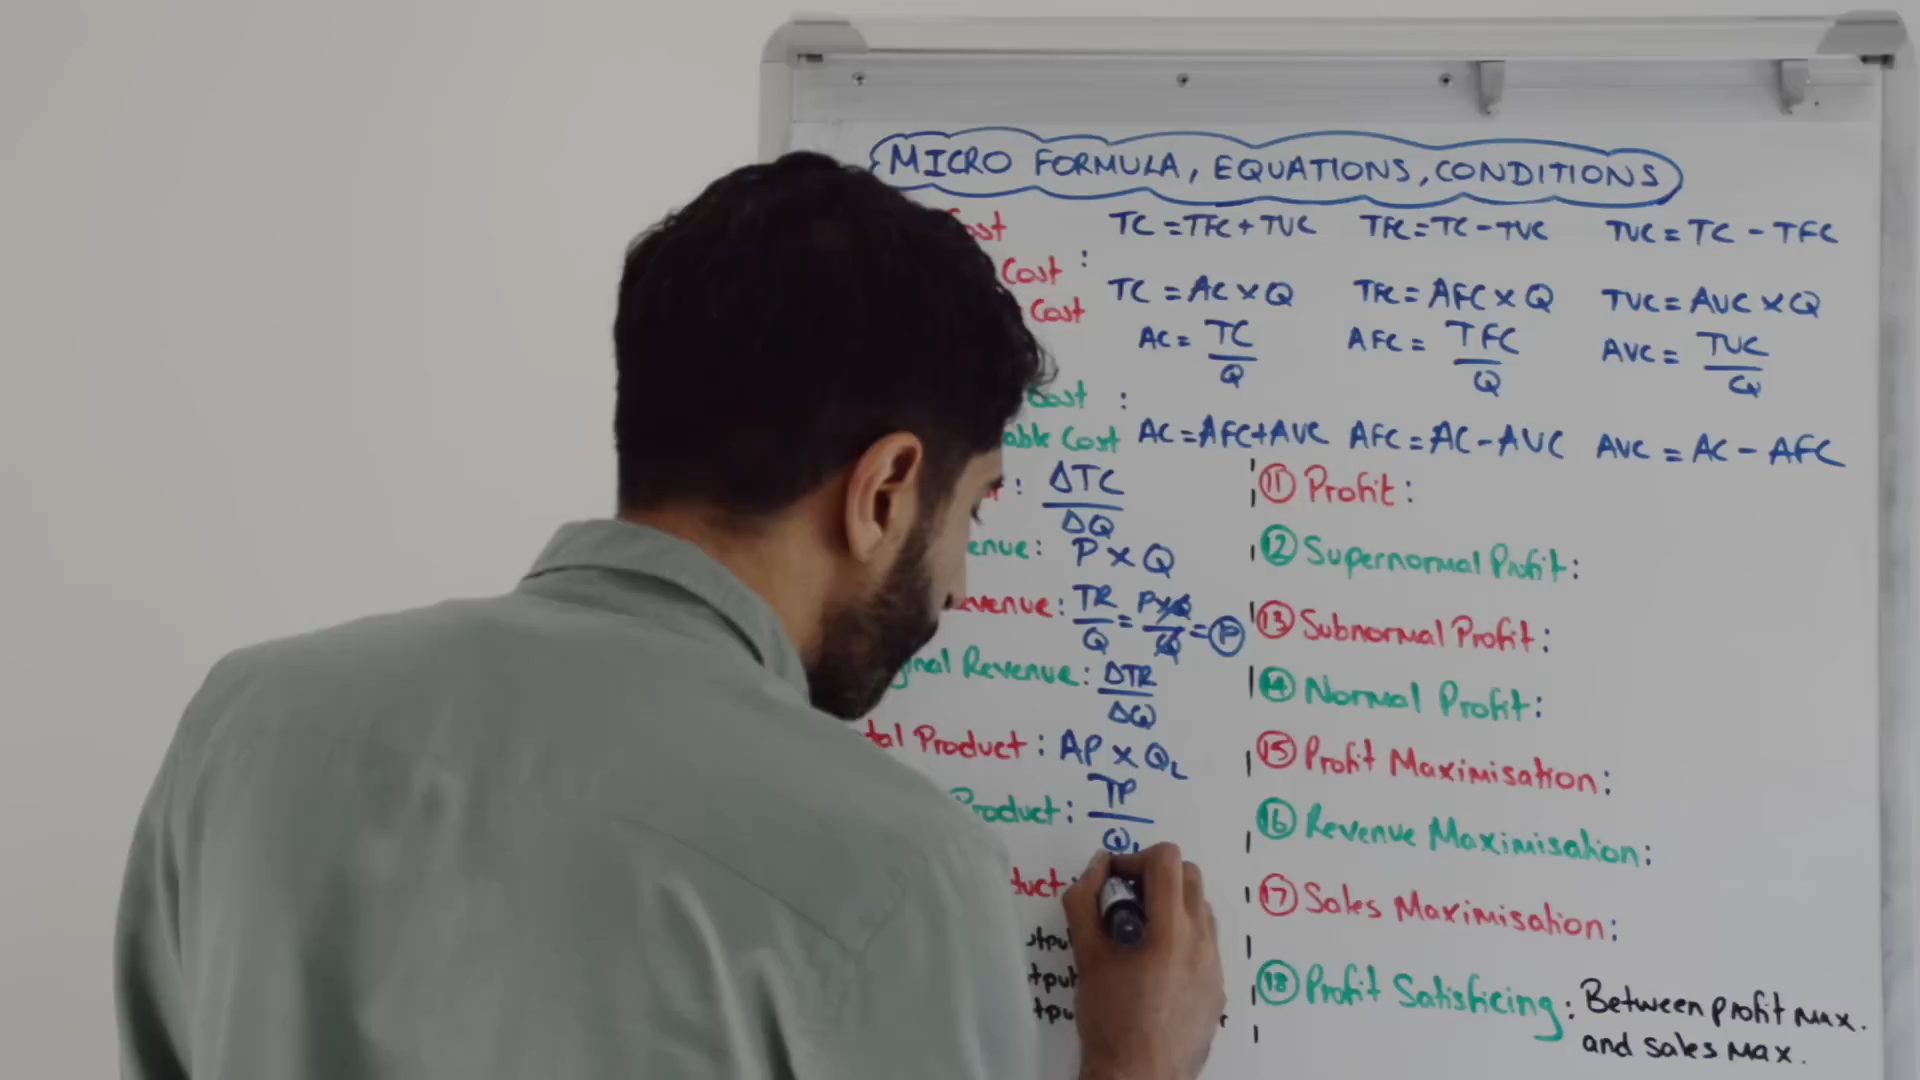 MICRO FORMULA, EQUATIONS, CONDITIONS
Cost TC = TFC + TVC TFC = TC - TVC TVC = TC - TFC
Cost :
TC = AC × Q TFC = AFC × Q TVC = AVC × Q
Cost
AC = TC/Q AFC = TFC/Q AVC = TVC/Q
Cost :
able Cost AC = AFC + AVC AFC = AC - AVC AVC = AC - AFC
: ΔTC/ΔQ
enue: P × Q
evenue: TR/Q = P×Q/Q = P
nal Revenue: ΔTR/ΔQ
tal Product: AP × QL
Product: TP/QL
duct:
tpu
tput
tpu
⑪ Profit:
⑫ Supernormal Profit:
⑬ Subnormal Profit:
⑭ Normal Profit:
⑮ Profit Maximisation:
⑯ Revenue Maximisation:
⑰ Sales Maximisation:
⑱ Profit Satisficing: Between profit max.
and sales max.